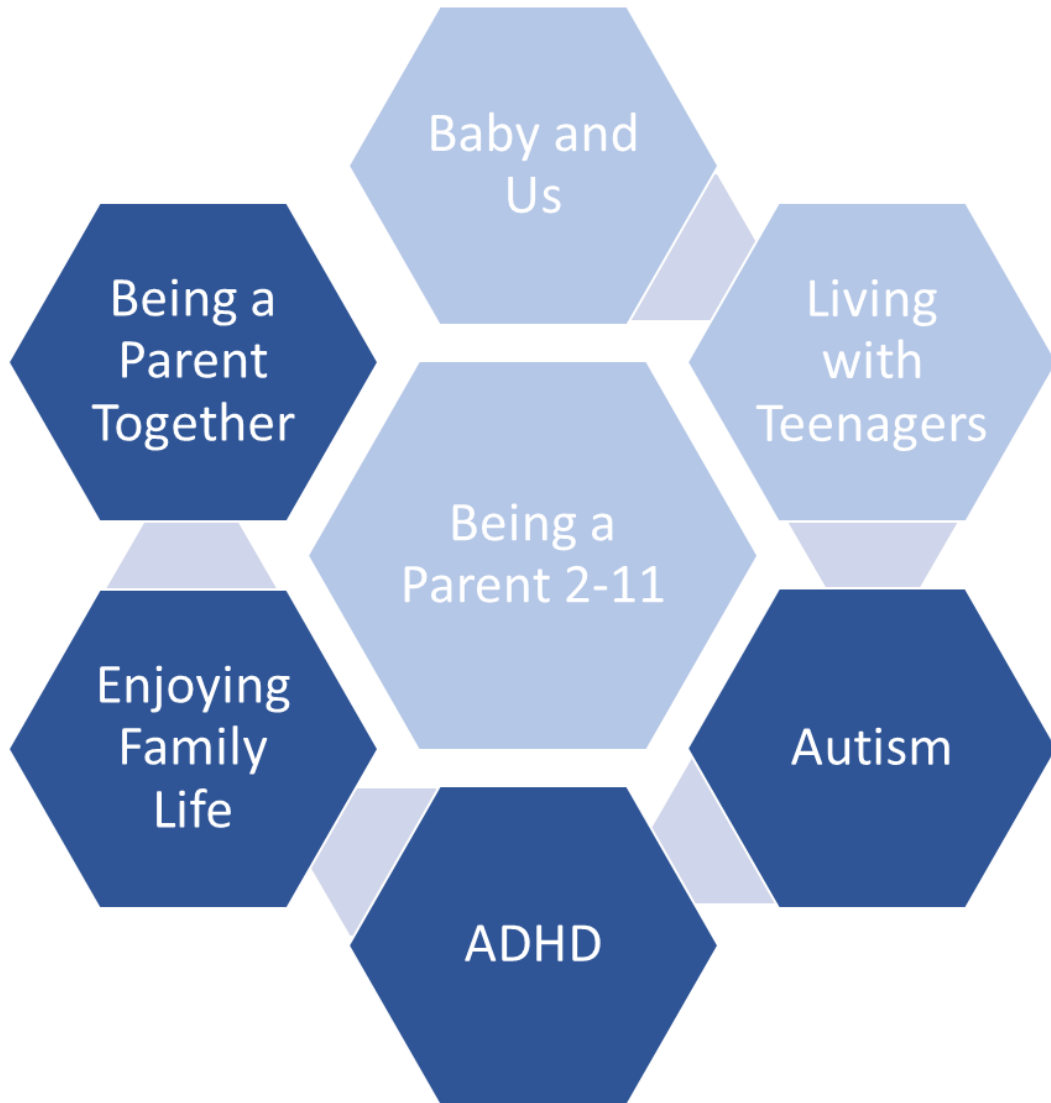 Baby and
Us
Living
with
Teenagers
Autism
ADHD
Enjoying
Family
Life
Being a
Parent
Together
Being a
Parent 2-11